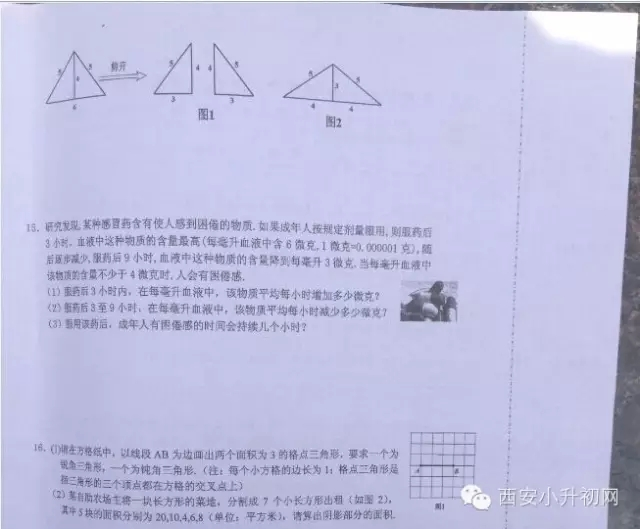 5 5 4 6
剪开
5 4 3
4 5 3
图1
5 5 3 4 4
图2
15. 研究发现,某种感冒药含有使人感到困倦的物质.如果成年人按规定剂量服用,则服药后
3小时,血液中这种物质的含量最高(每毫升血液中含6微克,1微克=0.000001克),随
后逐步减少,服药后9小时,血液中这种物质的含量降到每毫升3微克.当每毫升血液中
该物质的含量不少于4微克时,人会有困倦感.
(1)服药后3小时内,在每毫升血液中,该物质平均每小时增加多少微克?
(2)服药后3至9小时,在每毫升血液中,该物质平均每小时减少多少微克?
(3)服用该药后,成年人有困倦感的时间会持续几个小时?
16. (1)请在方格纸中,以线段AB为边画出两个面积为3的格点三角形,要求一个为
锐角三角形,一个为钝角三角形.(注:每个小方格的边长为1;格点三角形是
指三角形的三个顶点都在方格的交叉点上)
A B
图1
(2)某自助农场主将一块长方形的菜地,分割成7个小长方形出租(如图2),
其中5块的面积分别为20,10,4,6,8(单位:平方米),请算出阴影部分的面积.
西安小升初网